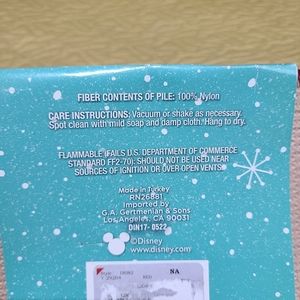 FIBER CONTENTS OF PILE: 100% Nylon
CARE INSTRUCTIONS: Vacuum or shake as necessary.
Spot clean with mild soap and damp cloth. Hang to dry.
FLAMMABLE (FAILS U.S. DEPARTMENT OF COMMERCE
STANDARD FF2-70): SHOULD NOT BE USED NEAR
SOURCES OF IGNITION OR OVER OPEN VENTS.
Made in Turkey
RN26881
Imported by
G.A. Gertmenian & Sons
Los Angeles, CA 90031
DIN17- 0522
©Disney
www.disney.com
NA